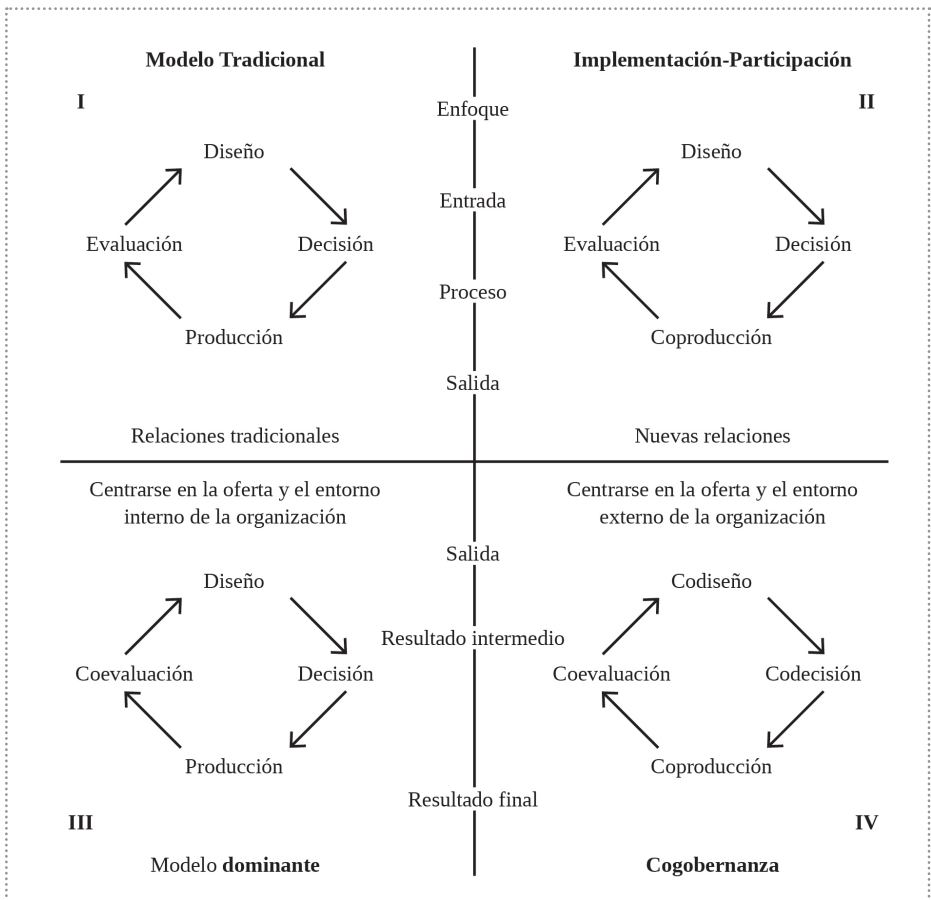 Modelo Tradicional
Implementación-Participación
I
Enfoque
II
Diseño
Diseño
Entrada
Evaluación
Decisión
Evaluación
Decisión
Proceso
Producción
Coproducción
Salida
Relaciones tradicionales
Nuevas relaciones
Centrarse en la oferta y el entorno
interno de la organización
Centrarse en la oferta y el entorno
externo de la organización
Salida
Diseño
Codiseño
Resultado intermedio
Coevaluación
Decisión
Coevaluación
Codecisión
Producción
Coproducción
Resultado final
III
IV
Modelo dominante
Cogobernanza